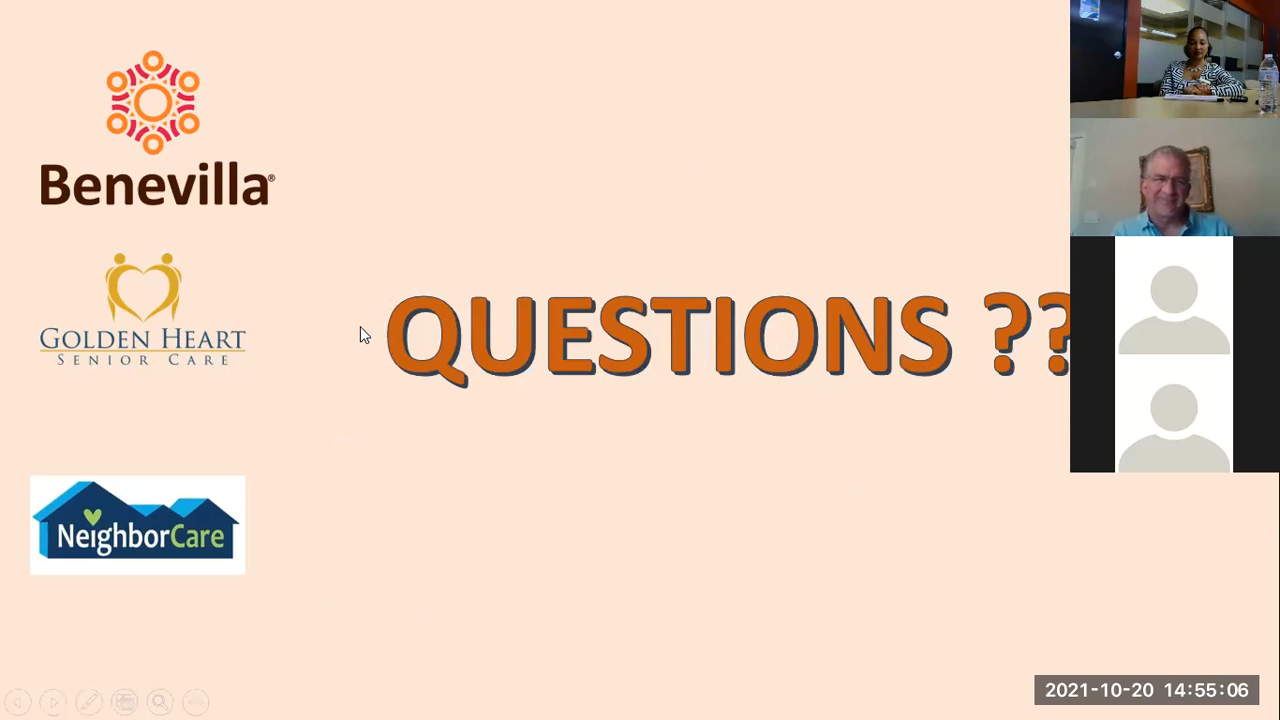 Benevilla®
GOLDEN HEART
SENIOR CARE
QUESTIONS ??
NeighborCare
2021-10-20 14:55:06